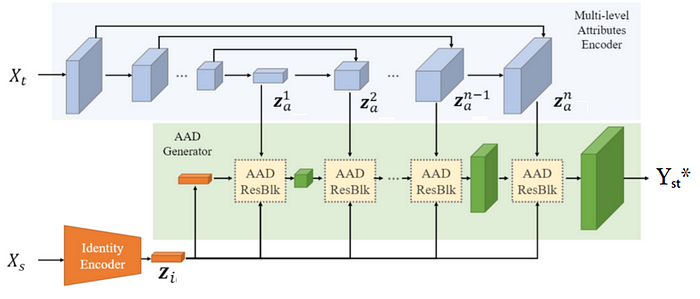 Multi-level
Attributes
Encoder
X_t
...
...
z_a^1
z_a^2
z_a^{n-1}
z_a^n
AAD
Generator
AAD
ResBlk
AAD
ResBlk
...
AAD
ResBlk
AAD
ResBlk
Y_st*
X_s
Identity
Encoder
z_i